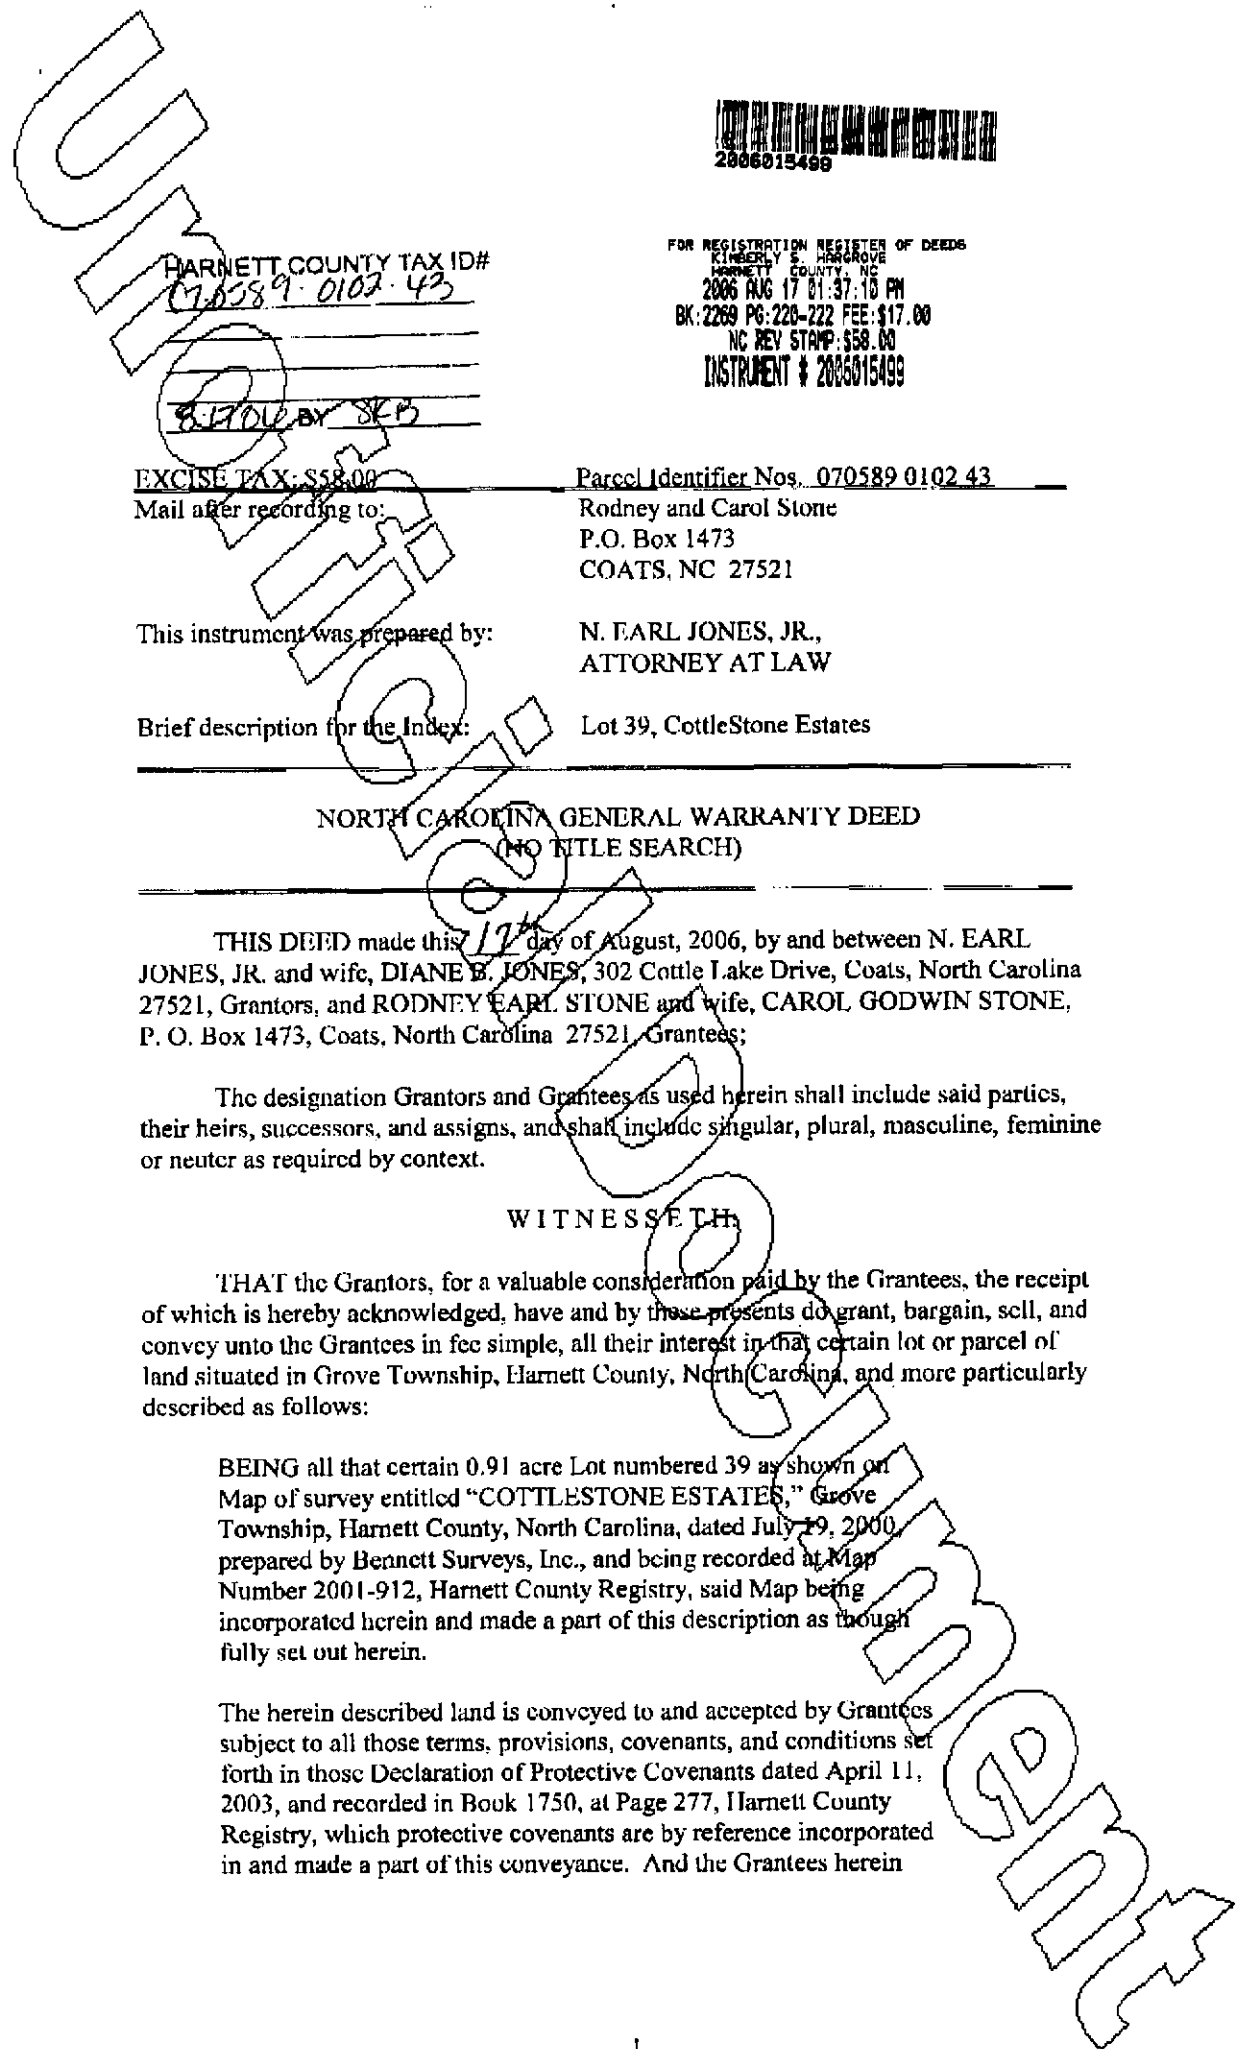 2006015499
FOR REGISTRATION REGISTER OF DEEDS
KIMBERLY S. HARGROVE
HARNETT COUNTY, NC
2006 AUG 17 01:37:10 PM
BK:2269 PG:220-222 FEE:$17.00
NC REV STAMP:$58.00
INSTRUMENT # 2006015499
HARNETT COUNTY TAX ID#
070589.0102.43
8.17.06 BY SKB
EXCISE TAX: $58.00 Parcel Identifier Nos. 070589 0102 43
Mail after recording to: Rodney and Carol Stone
P.O. Box 1473
COATS, NC 27521
This instrument was prepared by: N. EARL JONES, JR.,
ATTORNEY AT LAW
Brief description for the Index: Lot 39, CottleStone Estates
NORTH CAROLINA GENERAL WARRANTY DEED
(NO TITLE SEARCH)
THIS DEED made this 17th day of August, 2006, by and between N. EARL
JONES, JR. and wife, DIANE B. JONES, 302 Cottle Lake Drive, Coats, North Carolina
27521, Grantors, and RODNEY EARL STONE and wife, CAROL GODWIN STONE,
P. O. Box 1473, Coats, North Carolina 27521, Grantees;
The designation Grantors and Grantees as used herein shall include said parties,
their heirs, successors, and assigns, and shall include singular, plural, masculine, feminine
or neuter as required by context.
W I T N E S S E T H:
THAT the Grantors, for a valuable consideration paid by the Grantees, the receipt
of which is hereby acknowledged, have and by these presents do grant, bargain, sell, and
convey unto the Grantees in fee simple, all their interest in that certain lot or parcel of
land situated in Grove Township, Harnett County, North Carolina, and more particularly
described as follows:
BEING all that certain 0.91 acre Lot numbered 39 as shown on
Map of survey entitled “COTTLESTONE ESTATES,” Grove
Township, Harnett County, North Carolina, dated July 19, 2000,
prepared by Bennett Surveys, Inc., and being recorded at Map
Number 2001-912, Harnett County Registry, said Map being
incorporated herein and made a part of this description as though
fully set out herein.
The herein described land is conveyed to and accepted by Grantees
subject to all those terms, provisions, covenants, and conditions set
forth in those Declaration of Protective Covenants dated April 11,
2003, and recorded in Book 1750, at Page 277, Harnett County
Registry, which protective covenants are by reference incorporated
in and made a part of this conveyance. And the Grantees herein
1
Unofficial Document